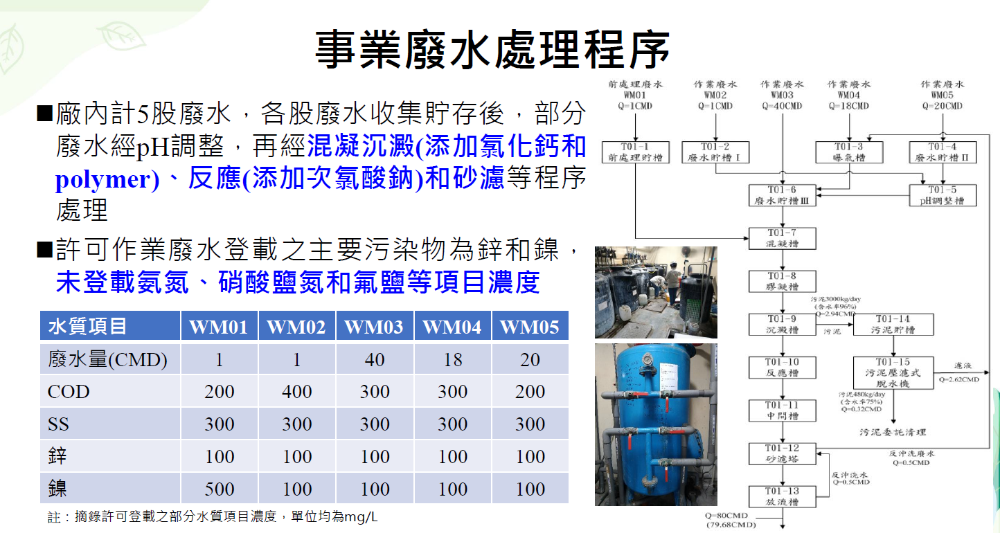 事業廢水處理程序
■廠內計5股廢水，各股廢水收集貯存後，部分
廢水經pH調整，再經混凝沉澱(添加氯化鈣和
polymer)、反應(添加次氯酸鈉)和砂濾等程序
處理
■許可作業廢水登載之主要污染物為鋅和鎳，
未登載氨氮、硝酸鹽氮和氟鹽等項目濃度
水質項目 WM01 WM02 WM03 WM04 WM05
廢水量(CMD) 1 1 40 18 20
COD 200 400 300 300 200
SS 300 300 300 300 300
鋅 100 100 100 100 100
鎳 500 100 100 100 100
註：摘錄許可登載之部分水質項目濃度，單位均為mg/L
前處理廢水 作業廢水 作業廢水 作業廢水 作業廢水
WM01 WM02 WM03 WM04 WM05
Q=1CMD Q=1CMD Q=40CMD Q=18CMD Q=20CMD
T01-1 T01-2 T01-3 T01-4
前處理貯槽 廢水貯槽Ⅰ 曝氣槽 廢水貯槽Ⅱ
T01-6 T01-5
廢水貯槽Ⅲ pH調整槽
T01-7
混凝槽
T01-8
膠凝槽
污泥3000kg/day
(含水率96%)
Q=2.94CMD
T01-9 T01-14
沉澱槽 污泥 污泥貯槽
T01-10 T01-15
反應槽 污泥壓濾式 濾液
脫水機 Q=2.62CMD
污泥480kg/day
(含水率75%)
Q=0.32CMD
T01-11
中間槽
污泥委託清理
T01-12
砂濾塔
反沖洗廢水
Q=0.5CMD
反沖洗水
Q=0.5CMD
T01-13
放流槽
Q=80CMD
(79.68CMD)